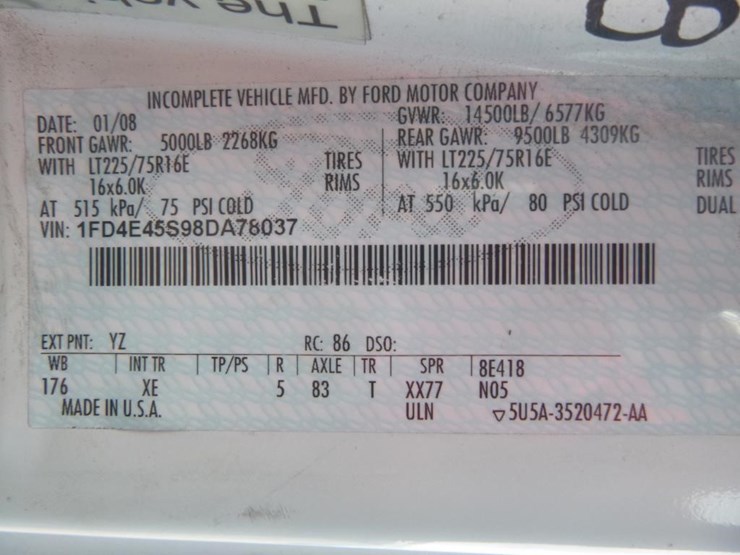 The vehi
8
INCOMPLETE VEHICLE MFD. BY FORD MOTOR COMPANY
DATE: 01/08 GVWR: 14500LB/ 6577KG
FRONT GAWR: 5000LB 2268KG REAR GAWR: 9500LB 4309KG
WITH LT225/75R16E TIRES WITH LT225/75R16E TIRES
16x6.0K RIMS 16x6.0K RIMS
AT 515 kPa/ 75 PSI COLD AT 550 kPa/ 80 PSI COLD DUAL
VIN: 1FD4E45S98DA78037
EXT PNT: YZ RC: 86 DSO:
WB INT TR TP/PS R AXLE TR SPR 8E418
176 XE 5 83 T XX77 N05
MADE IN U.S.A. ULN ▽5U5A-3520472-AA